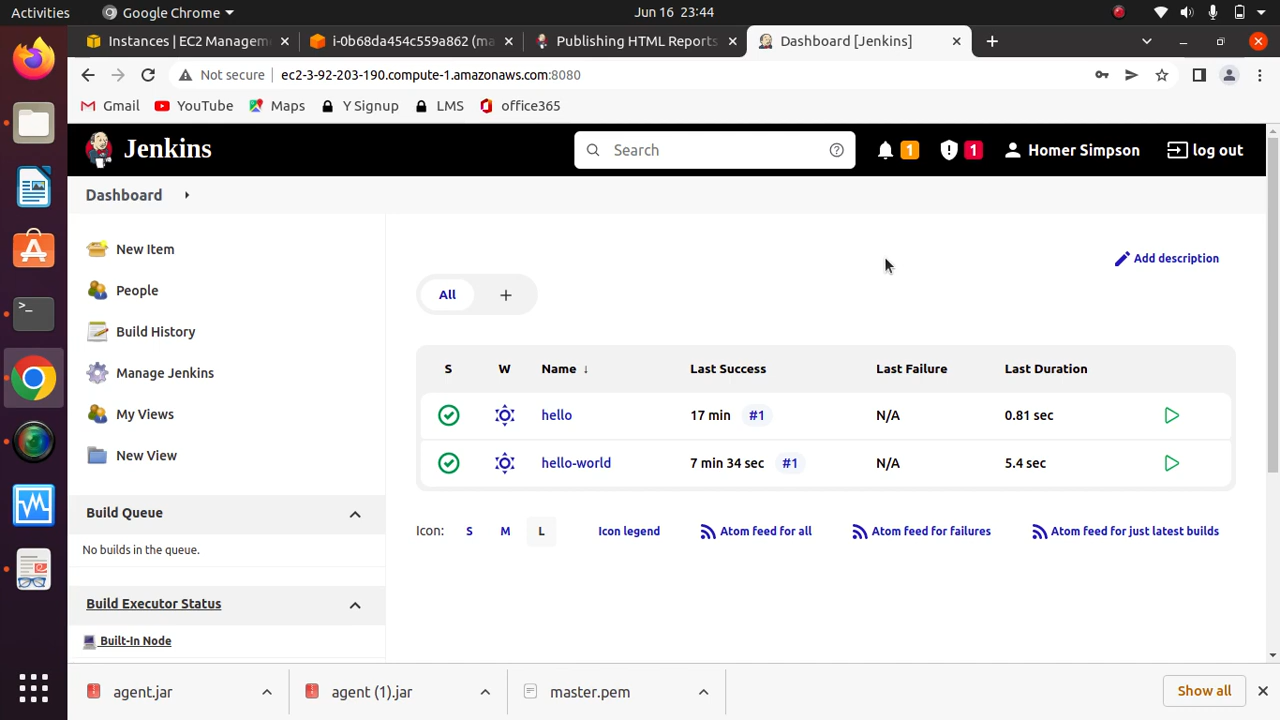 Activities Google Chrome Jun 16 23:44
Instances | EC2 Managem i-0b68da454c559a862 (ma Publishing HTML Reports Dashboard [Jenkins]
Not secure ec2-3-92-203-190.compute-1.amazonaws.com:8080
Gmail YouTube Maps Y Signup LMS office365
Jenkins Search 1 1 Homer Simpson log out
Dashboard
New Item
People
Build History
Manage Jenkins
My Views
New View
Build Queue
No builds in the queue.
Build Executor Status
Built-In Node
Add description
All +
S W Name ↓ Last Success Last Failure Last Duration
hello 17 min #1 N/A 0.81 sec
hello-world 7 min 34 sec #1 N/A 5.4 sec
Icon: S M L Icon legend Atom feed for all Atom feed for failures Atom feed for just latest builds
agent.jar agent (1).jar master.pem Show all